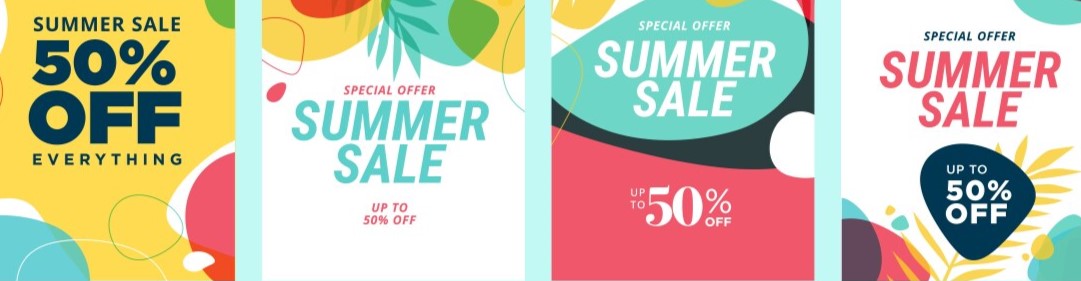 SUMMER SALE
50%
OFF
EVERYTHING
SPECIAL OFFER
SUMMER
SALE
UP TO
50% OFF
SPECIAL OFFER
SUMMER
SALE
UP
TO 50% OFF
SPECIAL OFFER
SUMMER
SALE
UP TO
50%
OFF